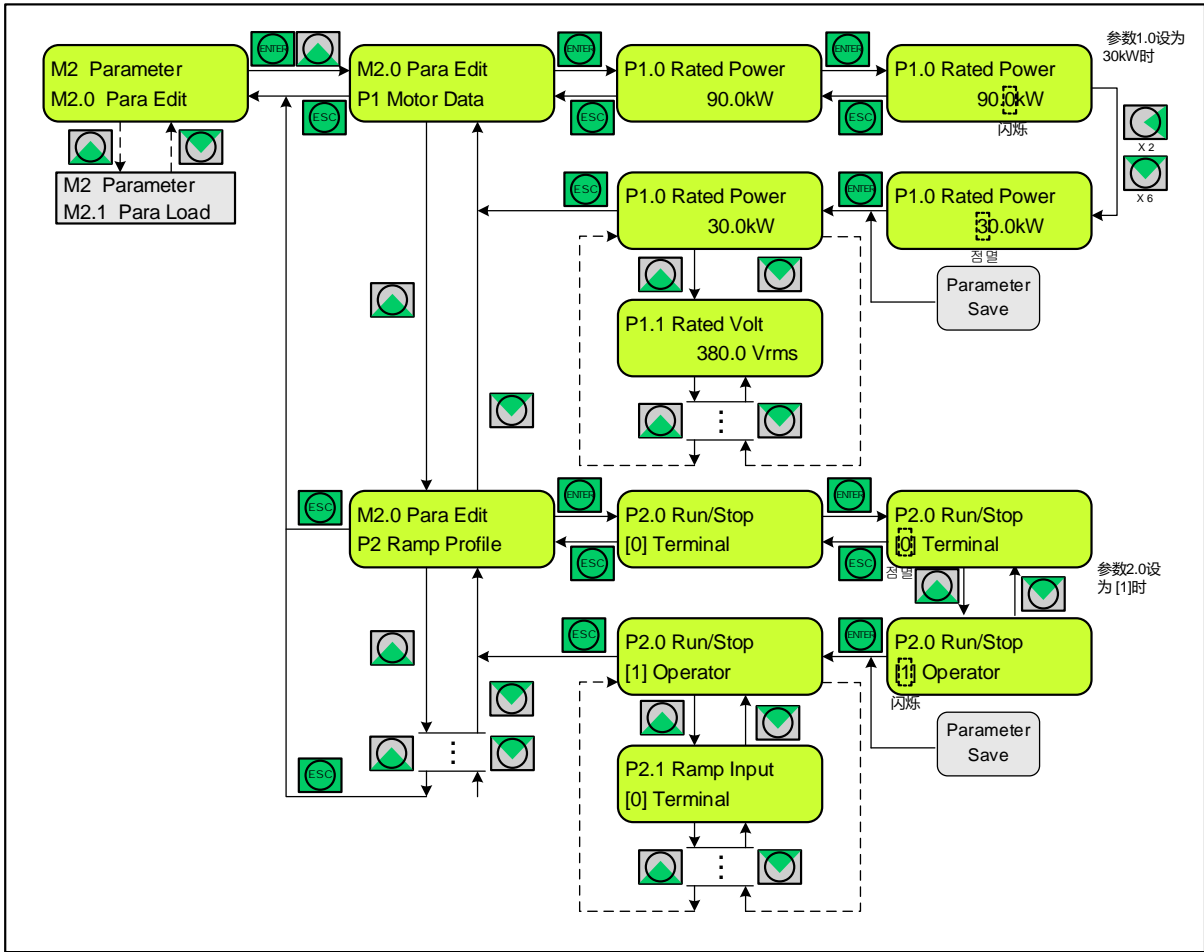 ENTER
ENTER
ENTER
参数1.0设为
30kW时
M2 Parameter
M2.0 Para Edit
M2.0 Para Edit
P1 Motor Data
P1.0 Rated Power
90.0kW
P1.0 Rated Power
90.0kW
ESC
ESC
ESC
闪烁
X 2
M2 Parameter
M2.1 Para Load
ESC
P1.0 Rated Power
30.0kW
ENTER
P1.0 Rated Power
30.0kW
X 6
점멸
Parameter
Save
P1.1 Rated Volt
380.0 Vrms
ESC
M2.0 Para Edit
P2 Ramp Profile
ENTER
P2.0 Run/Stop
[0] Terminal
ENTER
P2.0 Run/Stop
[0] Terminal
ESC
ESC
점멸
参数2.0设
为 [1]时
ESC
P2.0 Run/Stop
[1] Operator
ENTER
P2.0 Run/Stop
[1] Operator
闪烁
Parameter
Save
ESC
P2.1 Ramp Input
[0] Terminal